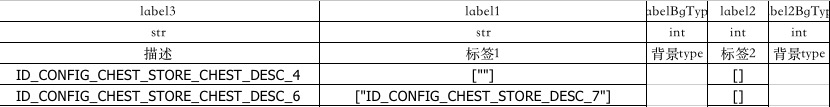 label3 label1 abelBgTyp label2 bel2BgTyp
str str int int int
描述 标签1 背景type 标签2 背景type
ID_CONFIG_CHEST_STORE_CHEST_DESC_4 [""] []
ID_CONFIG_CHEST_STORE_CHEST_DESC_6 ["ID_CONFIG_CHEST_STORE_DESC_7"] []